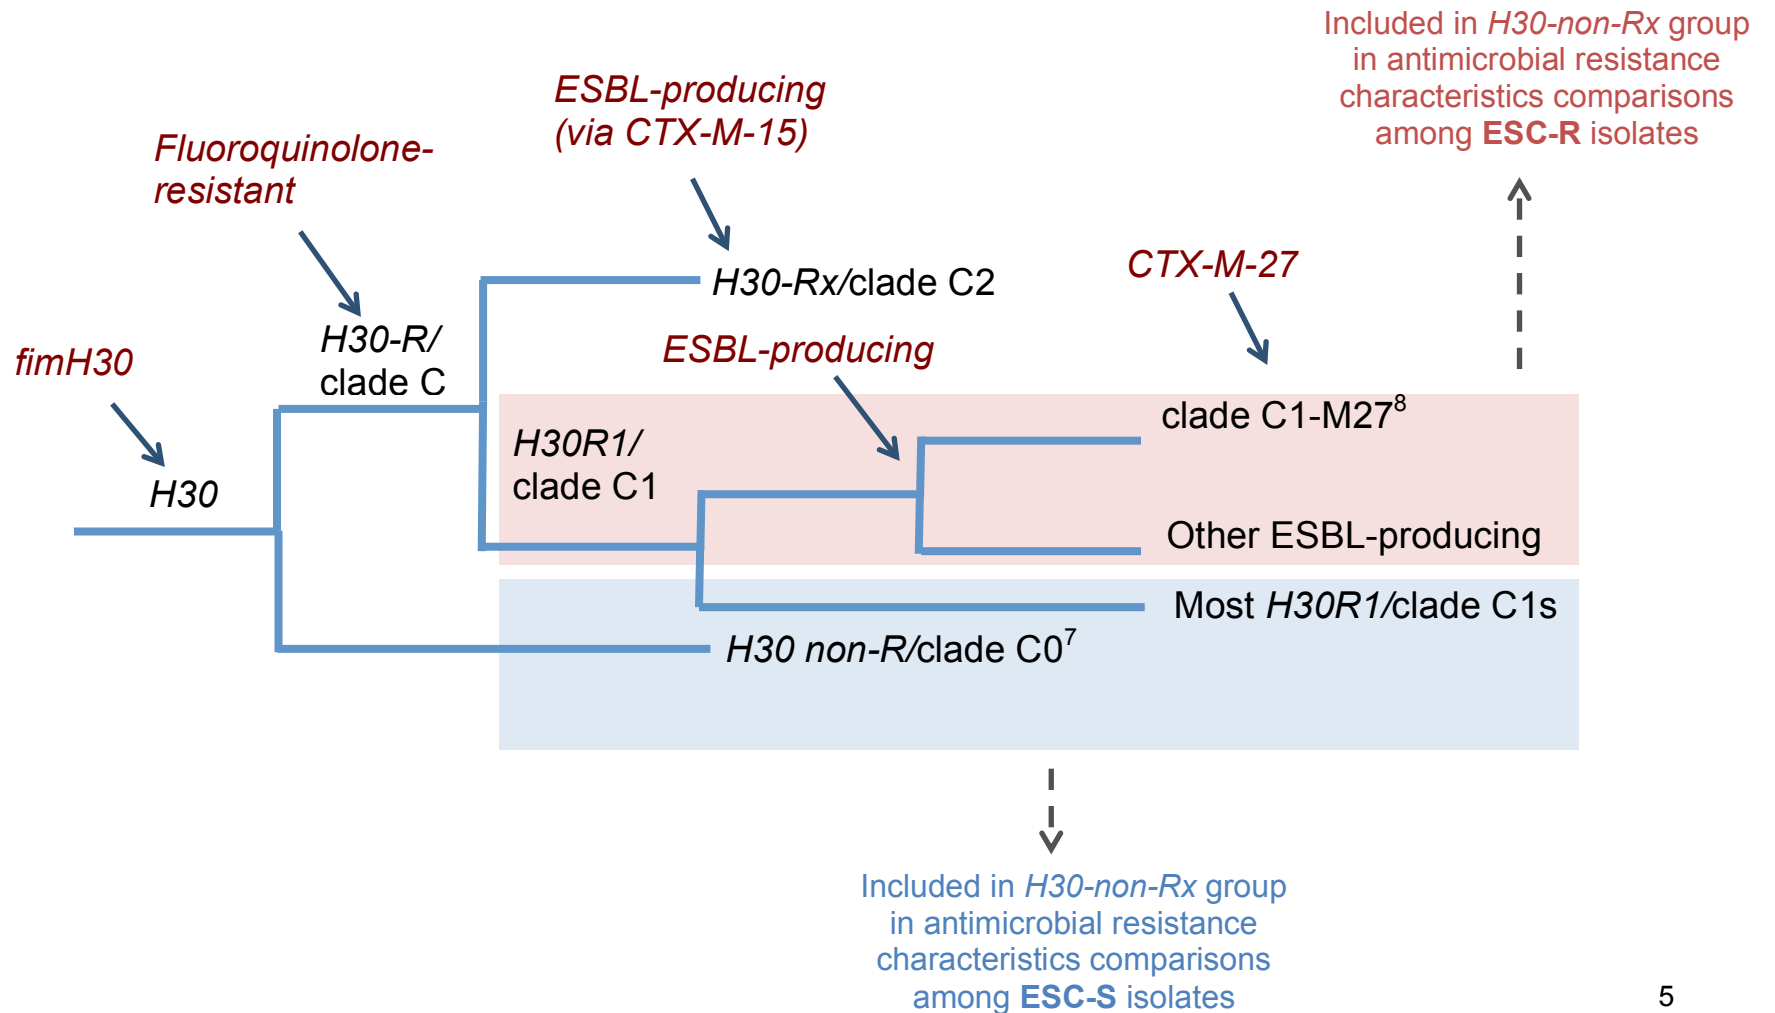 Included in H30-non-Rx group
in antimicrobial resistance
characteristics comparisons
among ESC-R isolates
ESBL-producing
(via CTX-M-15)
Fluoroquinolone-
resistant
CTX-M-27
H30-Rx/clade C2
H30-R/
clade C
ESBL-producing
fimH30
clade C1-M27⁸
H30R1/
clade C1
H30
Other ESBL-producing
Most H30R1/clade C1s
H30 non-R/clade C0⁷
Included in H30-non-Rx group
in antimicrobial resistance
characteristics comparisons
among ESC-S isolates
5